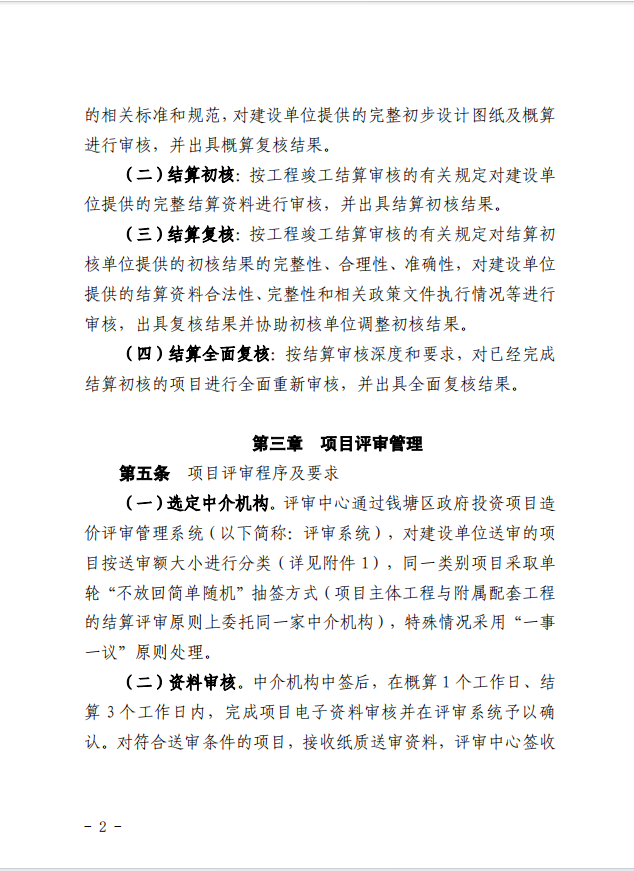 的相关标准和规范，对建设单位提供的完整初步设计图纸及概算
进行审核，并出具概算复核结果。
（二）结算初核：按工程竣工结算审核的有关规定对建设单
位提供的完整结算资料进行审核，并出具结算初核结果。
（三）结算复核：按工程竣工结算审核的有关规定对结算初
核单位提供的初核结果的完整性、合理性、准确性，对建设单位
提供的结算资料合法性、完整性和相关政策文件执行情况等进行
审核，出具复核结果并协助初核单位调整初核结果。
（四）结算全面复核：按结算审核深度和要求，对已经完成
结算初核的项目进行全面重新审核，并出具全面复核结果。
第三章　项目评审管理
第五条　项目评审程序及要求
（一）选定中介机构。评审中心通过钱塘区政府投资项目造
价评审管理系统（以下简称：评审系统），对建设单位送审的项
目按送审额大小进行分类（详见附件1），同一类别项目采取单
轮“不放回简单随机”抽签方式（项目主体工程与附属配套工程
的结算评审原则上委托同一家中介机构），特殊情况采用“一事
一议”原则处理。
（二）资料审核。中介机构中签后，在概算1个工作日、结
算3个工作日内，完成项目电子资料审核并在评审系统予以确
认。对符合送审条件的项目，接收纸质送审资料，评审中心签收
- 2 -